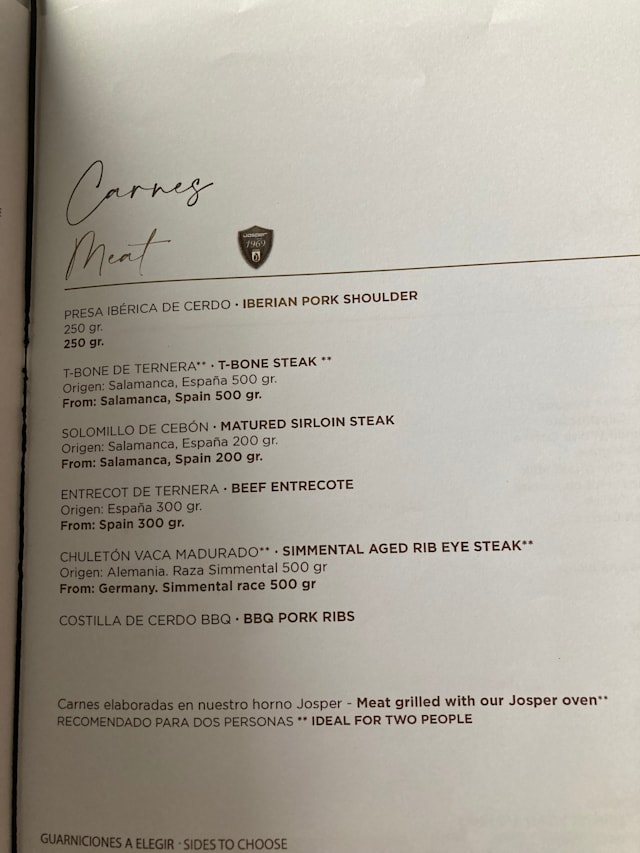 Carnes
Meat
JOSPER
1969
PRESA IBÉRICA DE CERDO · IBERIAN PORK SHOULDER
250 gr.
250 gr.
T-BONE DE TERNERA** · T-BONE STEAK **
Origen: Salamanca, España 500 gr.
From: Salamanca, Spain 500 gr.
SOLOMILLO DE CEBÓN · MATURED SIRLOIN STEAK
Origen: Salamanca, España 200 gr.
From: Salamanca, Spain 200 gr.
ENTRECOT DE TERNERA · BEEF ENTRECOTE
Origen: España 300 gr.
From: Spain 300 gr.
CHULETÓN VACA MADURADO** · SIMMENTAL AGED RIB EYE STEAK**
Origen: Alemania. Raza Simmental 500 gr
From: Germany. Simmental race 500 gr
COSTILLA DE CERDO BBQ · BBQ PORK RIBS
Carnes elaboradas en nuestro horno Josper - Meat grilled with our Josper oven**
RECOMENDADO PARA DOS PERSONAS ** IDEAL FOR TWO PEOPLE
GUARNICIONES A ELEGIR · SIDES TO CHOOSE